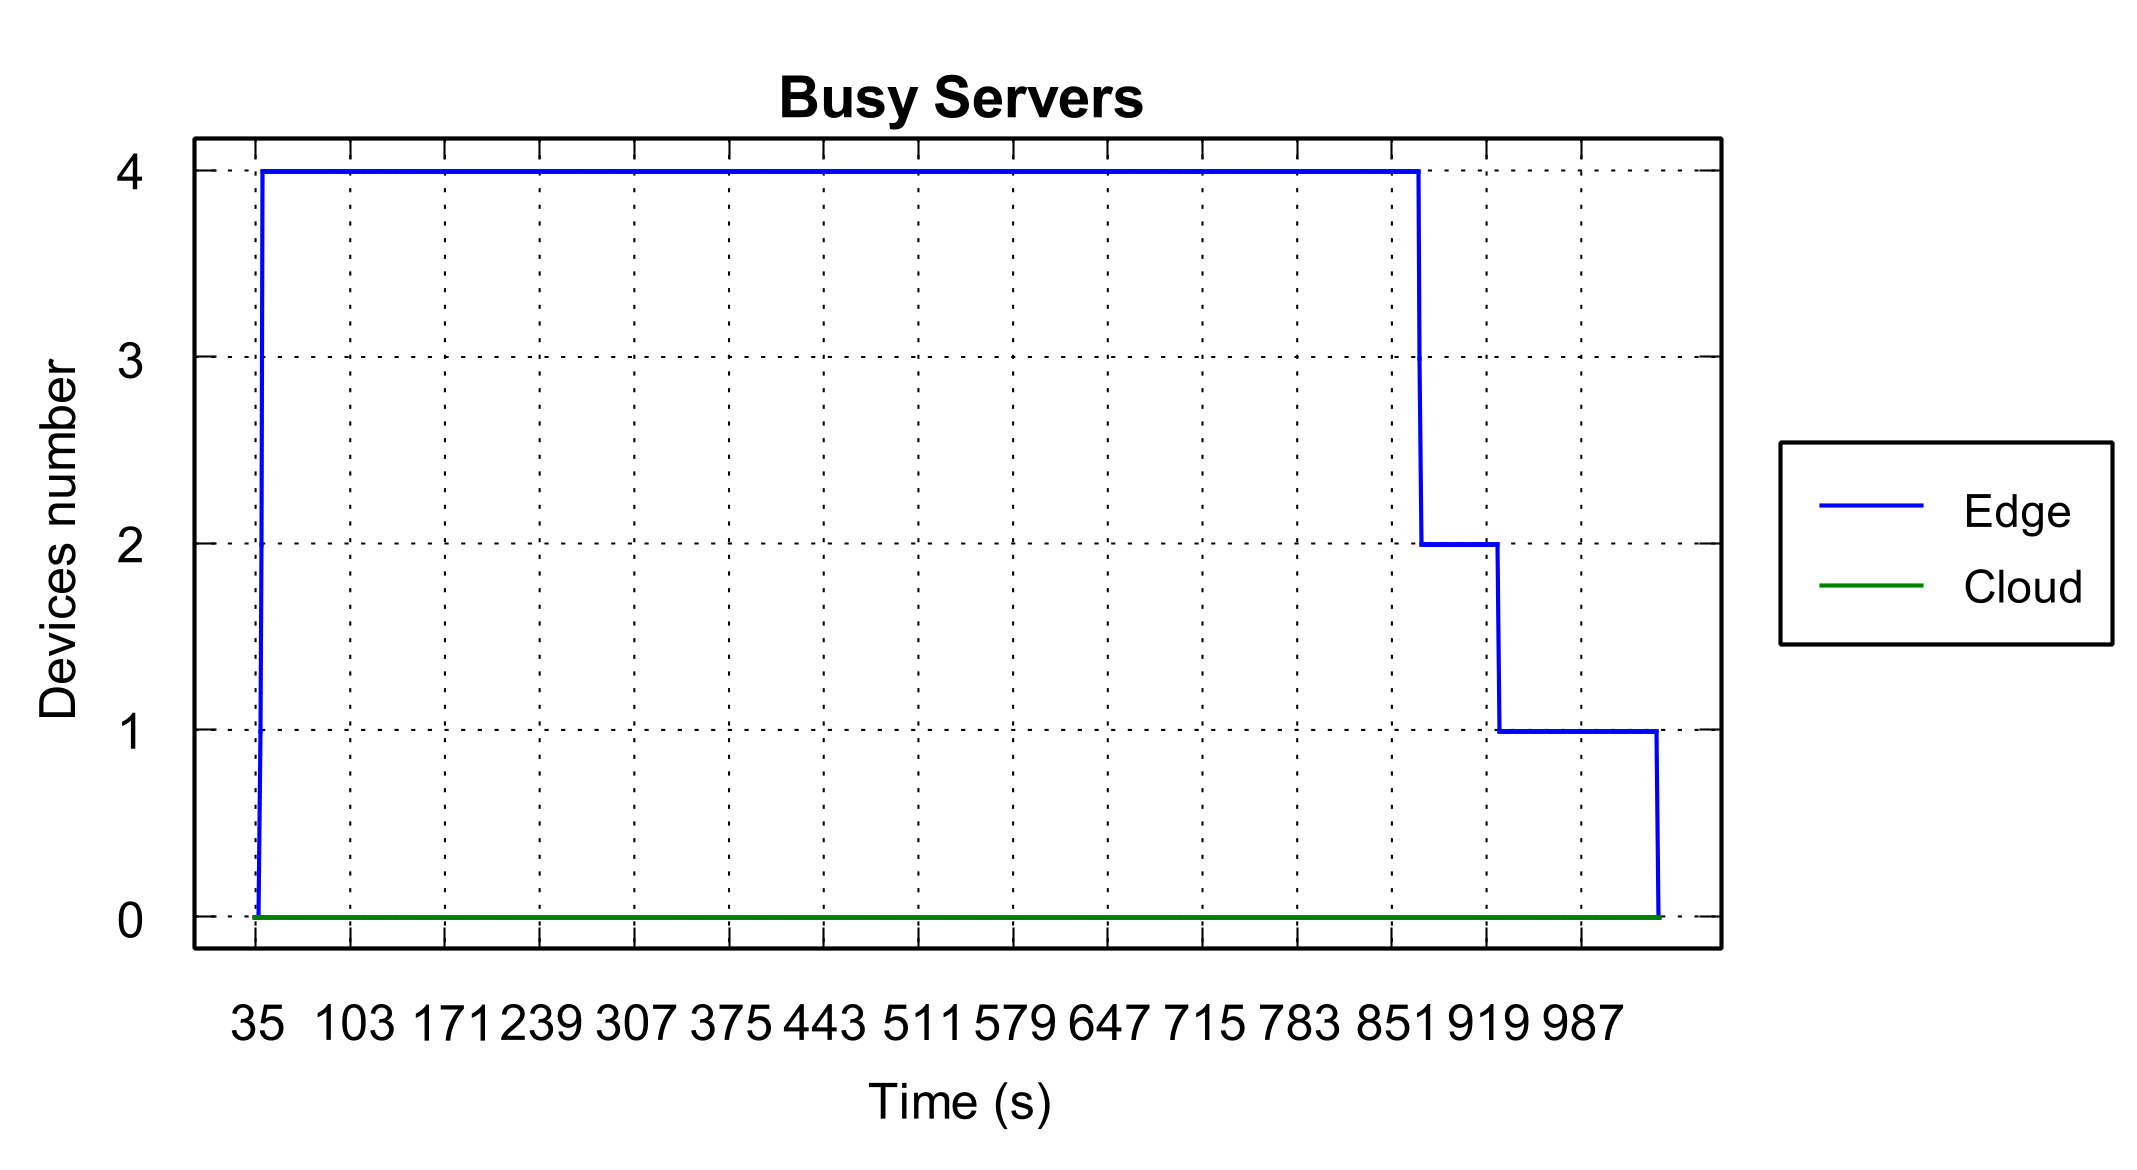 Busy Servers
4
3
2
1
0
Devices number
35 103 171 239 307 375 443 511 579 647 715 783 851 919 987
Time (s)
Edge
Cloud